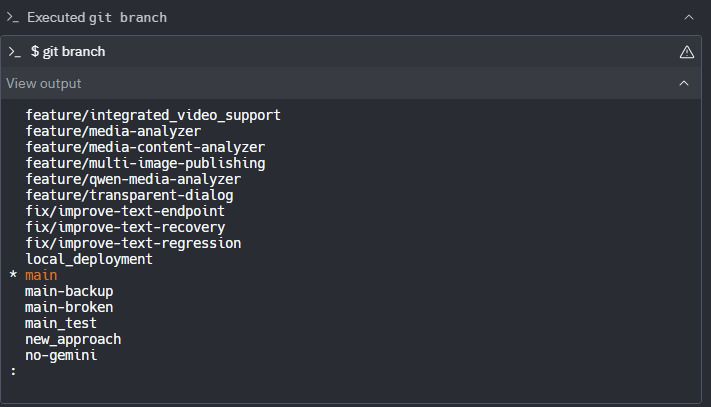 Executed git branch
$ git branch
View output
feature/integrated_video_support
feature/media-analyzer
feature/media-content-analyzer
feature/multi-image-publishing
feature/qwen-media-analyzer
feature/transparent-dialog
fix/improve-text-endpoint
fix/improve-text-recovery
fix/improve-text-regression
local_deployment
* main
main-backup
main-broken
main_test
new_approach
no-gemini
: